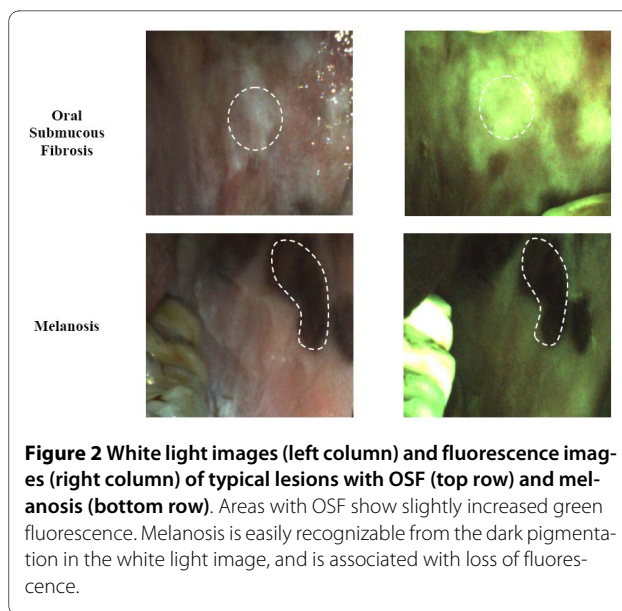 Oral
Submucous
Fibrosis
Melanosis
Figure 2 White light images (left column) and fluorescence imag-
es (right column) of typical lesions with OSF (top row) and mel-
anosis (bottom row). Areas with OSF show slightly increased green
fluorescence. Melanosis is easily recognizable from the dark pigmenta-
tion in the white light image, and is associated with loss of fluores-
cence.